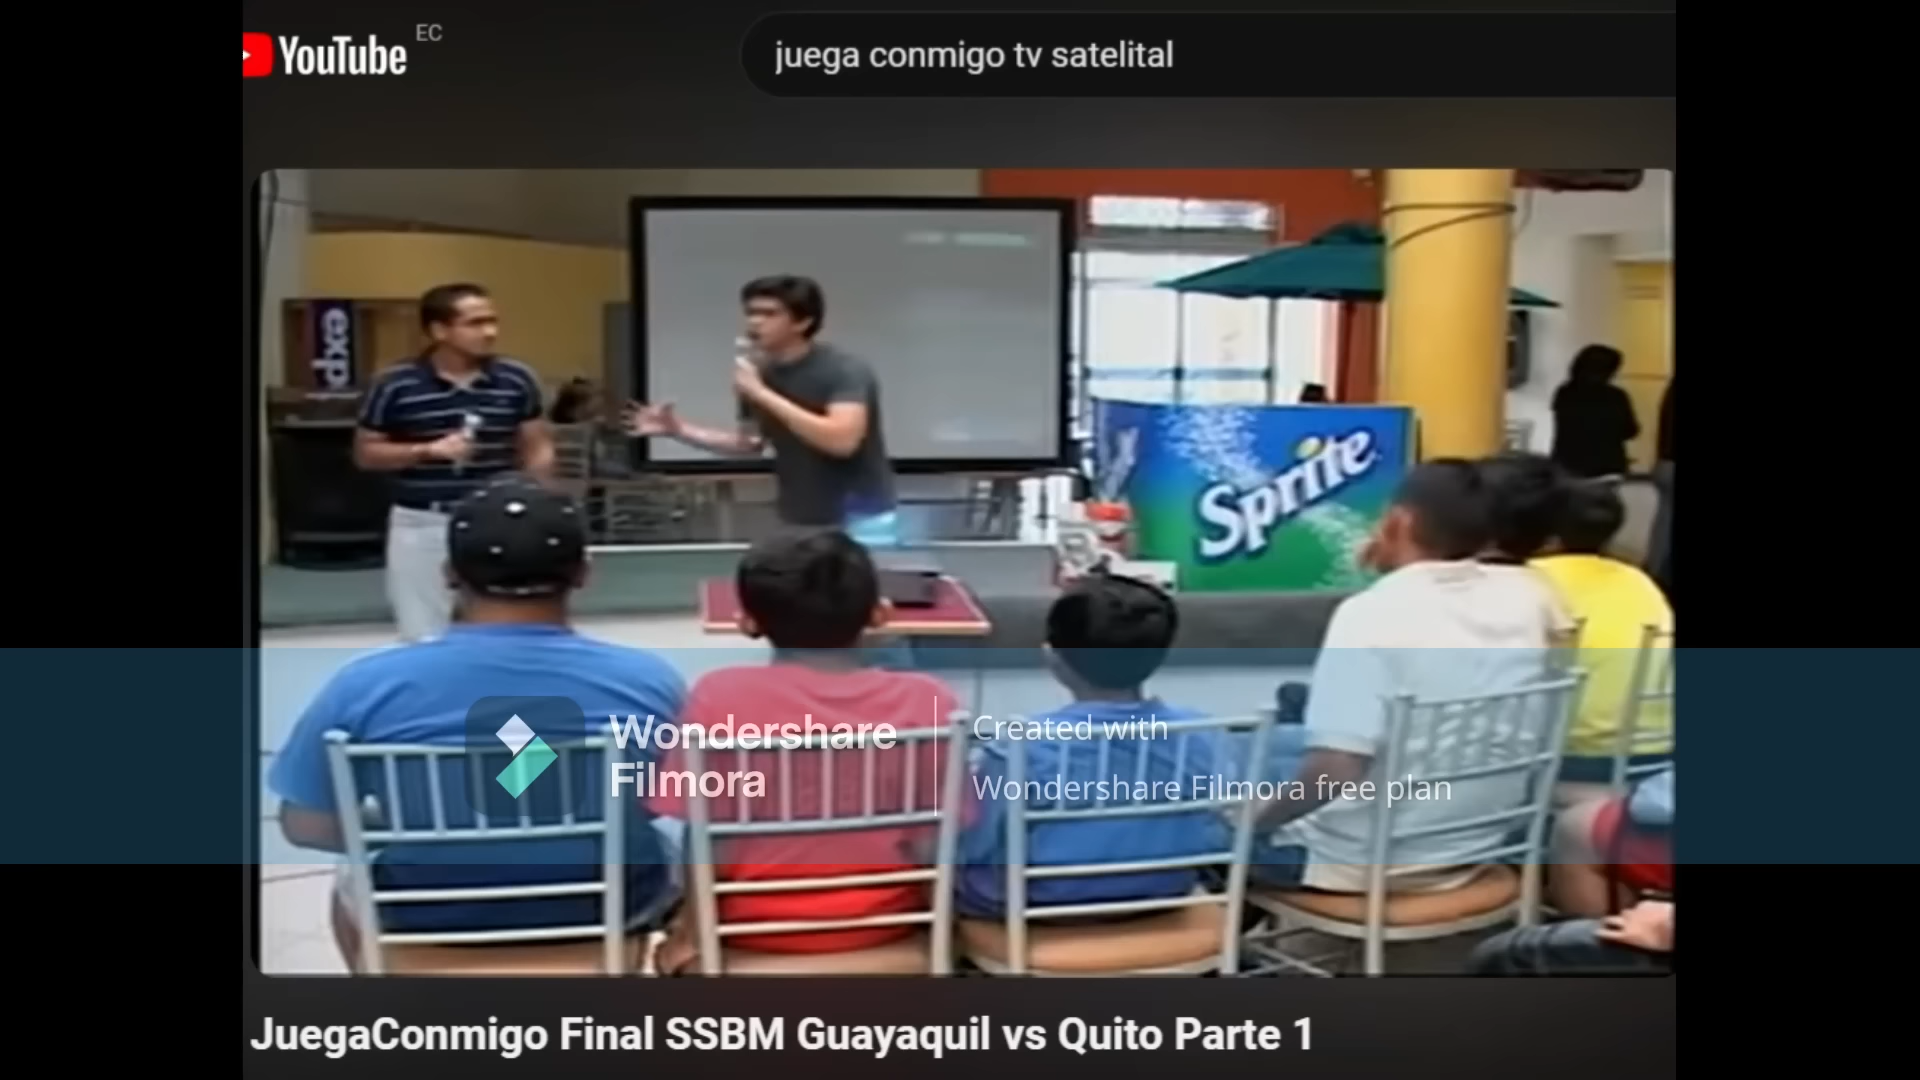 YouTube EC
juega conmigo tv satelital
dxe
Sprite
Wondershare
Filmora
Created with
Wondershare Filmora free plan
JuegaConmigo Final SSBM Guayaquil vs Quito Parte 1